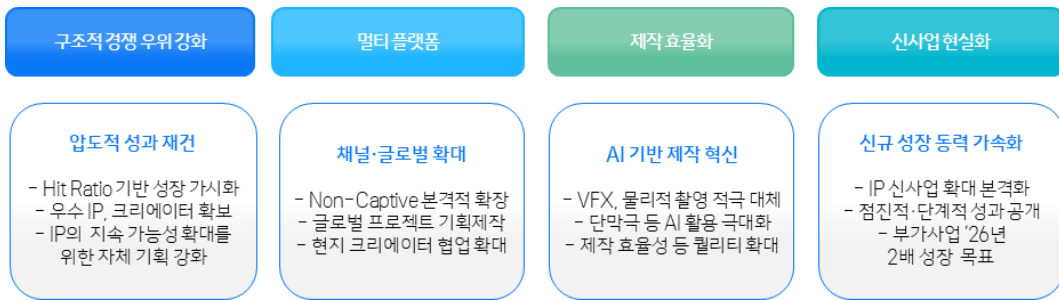 구조적 경쟁 우위 강화
멀티 플랫폼
제작 효율화
신사업 현실화
압도적 성과 재건
- Hit Ratio 기반 성장 가시화
- 우수 IP, 크리에이터 확보
- IP의 지속 가능성 확대를
위한 자체 기획 강화
채널·글로벌 확대
- Non-Captive 본격적 확장
- 글로벌 프로젝트 기획제작
- 현지 크리에이터 협업 확대
AI 기반 제작 혁신
- VFX, 물리적 촬영 적극 대체
- 단막극 등 AI 활용 극대화
- 제작 효율성 등 퀄리티 확대
신규 성장 동력 가속화
- IP 신사업 확대 본격화
- 점진적·단계적 성과 공개
- 부가사업 ‘26년
2배 성장 목표